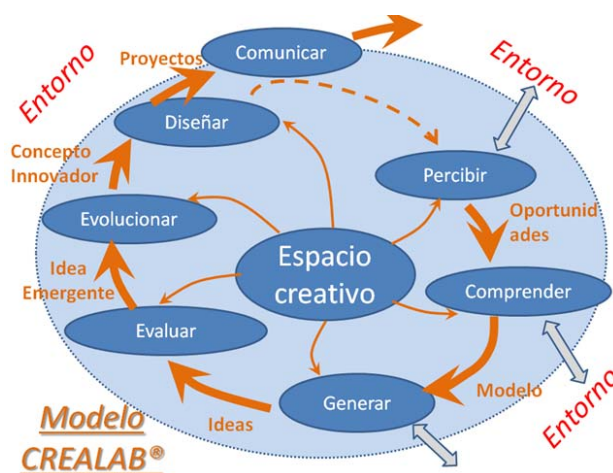 Comunicar
Proyectos
Entorno
Entorno
Diseñar
Concepto
Innovador
Percibir
Oportunid
ades
Evolucionar
Espacio
creativo
Idea
Emergente
Comprender
Evaluar
Modelo
Entorno
Generar
Ideas
Modelo
CREALAB®